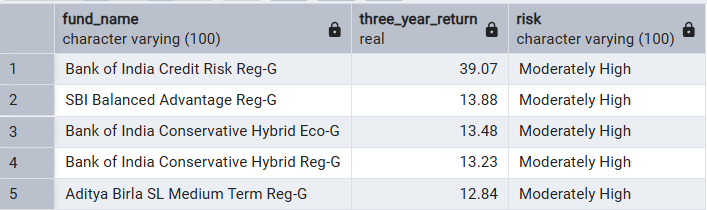 fund_name three_year_return risk
character varying (100) real character varying (100)
1 Bank of India Credit Risk Reg-G 39.07 Moderately High
2 SBI Balanced Advantage Reg-G 13.88 Moderately High
3 Bank of India Conservative Hybrid Eco-G 13.48 Moderately High
4 Bank of India Conservative Hybrid Reg-G 13.23 Moderately High
5 Aditya Birla SL Medium Term Reg-G 12.84 Moderately High